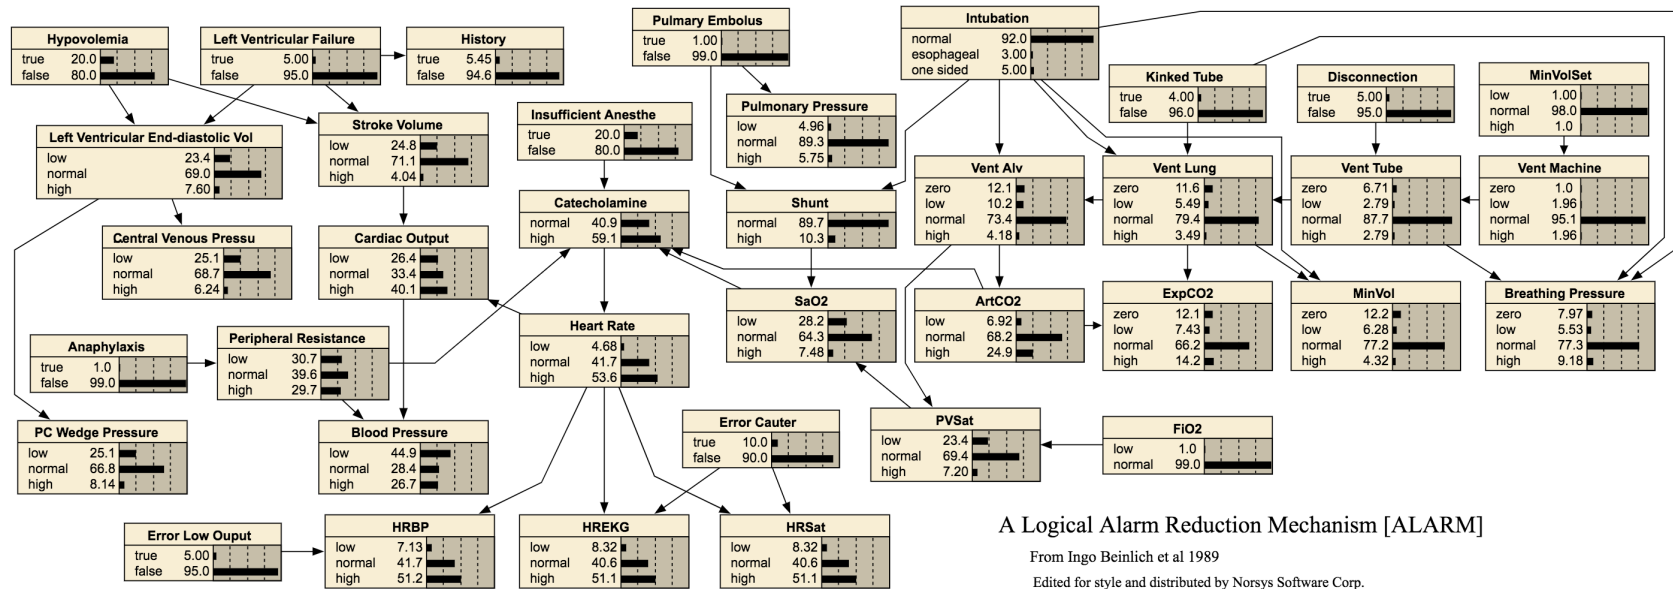 Hypovolemia
true 20.0
false 80.0
Left Ventricular Failure
true 5.00
false 95.0
History
true 5.45
false 94.6
Pulmary Embolus
true 1.00
false 99.0
Intubation
normal 92.0
esophageal 3.00
one sided 5.00
Kinked Tube
true 4.00
false 96.0
Disconnection
true 5.00
false 95.0
MinVolSet
low 1.00
normal 98.0
high 1.0
Left Ventricular End-diastolic Vol
low 23.4
normal 69.0
high 7.60
Stroke Volume
low 24.8
normal 71.1
high 4.04
Insufficient Anesthe
true 20.0
false 80.0
Pulmonary Pressure
low 4.96
normal 89.3
high 5.75
Vent Alv
zero 12.1
low 10.2
normal 73.4
high 4.18
Vent Lung
zero 11.6
low 5.49
normal 79.4
high 3.49
Vent Tube
zero 6.71
low 2.79
normal 87.7
high 2.79
Vent Machine
zero 1.0
low 1.96
normal 95.1
high 1.96
Central Venous Pressu
low 25.1
normal 68.7
high 6.24
Cardiac Output
low 26.4
normal 33.4
high 40.1
Catecholamine
normal 40.9
high 59.1
Shunt
normal 89.7
high 10.3
Anaphylaxis
true 1.0
false 99.0
Peripheral Resistance
low 30.7
normal 39.6
high 29.7
Heart Rate
low 4.68
normal 41.7
high 53.6
SaO2
low 28.2
normal 64.3
high 7.48
ArtCO2
low 6.92
normal 68.2
high 24.9
ExpCO2
zero 12.1
low 7.43
normal 66.2
high 14.2
MinVol
zero 12.2
low 6.28
normal 77.2
high 4.32
Breathing Pressure
zero 7.97
low 5.53
normal 77.3
high 9.18
PC Wedge Pressure
low 25.1
normal 66.8
high 8.14
Blood Pressure
low 44.9
normal 28.4
high 26.7
Error Cauter
true 10.0
false 90.0
PVSat
low 23.4
normal 69.4
high 7.20
FiO2
low 1.0
normal 99.0
Error Low Ouput
true 5.00
false 95.0
HRBP
low 7.13
normal 41.7
high 51.2
HREKG
low 8.32
normal 40.6
high 51.1
HRSat
low 8.32
normal 40.6
high 51.1
A Logical Alarm Reduction Mechanism [ALARM]
From Ingo Beinlich et al 1989
Edited for style and distributed by Norsys Software Corp.